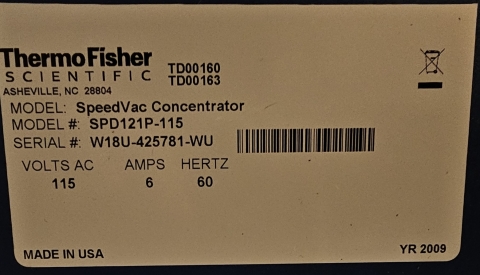 ThermoFisher
SCIENTIFIC
TD00160
TD00163
ASHEVILLE, NC 28804
MODEL: SpeedVac Concentrator
MODEL #: SPD121P-115
SERIAL #: W18U-425781-WU
VOLTS AC AMPS HERTZ
115 6 60
MADE IN USA YR 2009